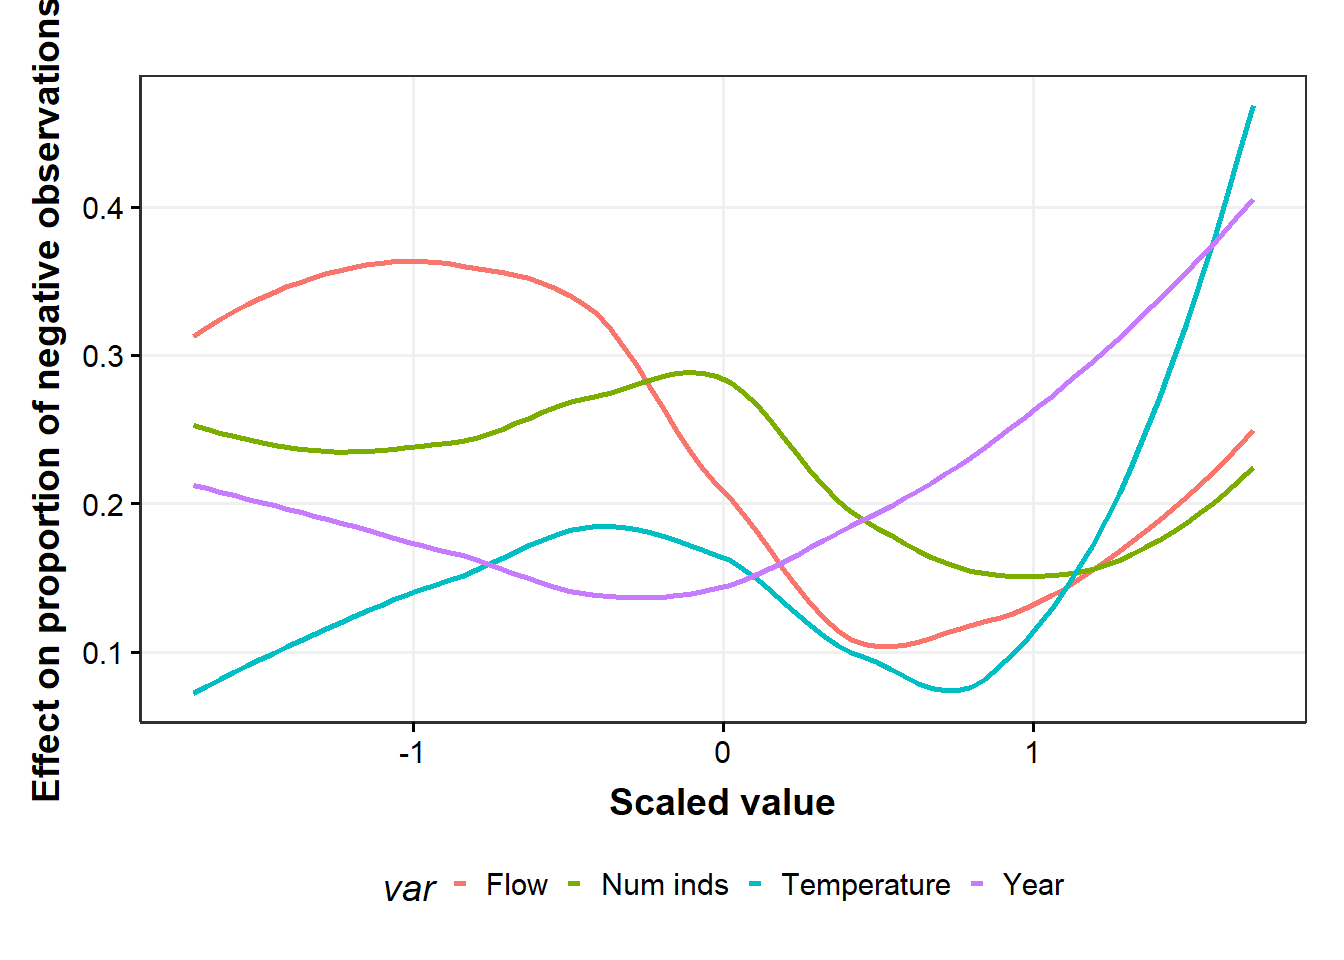 Effect on proportion of negative observations
0.4
0.3
0.2
0.1
-1 0 1
Scaled value
var Flow Num inds Temperature Year